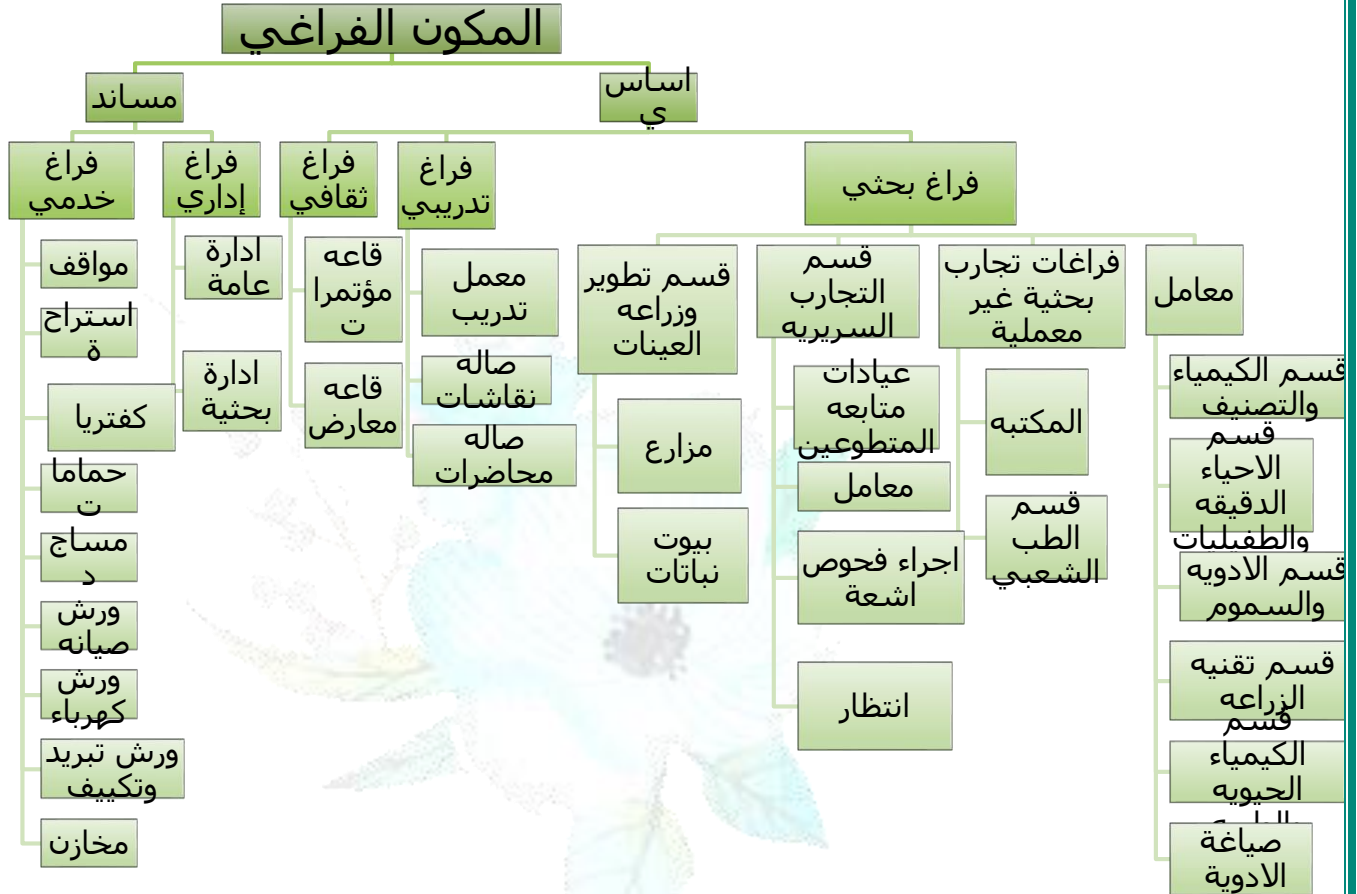 المكون الفراغي
اساس
ي
مساند
فراغ بحثي
فراغ
تدريبي
فراغ
ثقافي
فراغ
إداري
فراغ
خدمي
معامل
قسم الكيمياء
والتصنيف
قسم
الاحياء
الدقيقه
والطفيليات
قسم الادويه
والسموم
قسم تقنيه
الزراعه
قسم
الكيمياء
الحيويه
صياغة
الادوية
فراغات تجارب
بحثية غير
معملية
المكتبه
قسم
الطب
الشعبي
قسم
التجارب
السريريه
عيادات
متابعه
المتطوعين
معامل
اجراء فحوص
اشعة
انتظار
قسم تطوير
وزراعه
العينات
مزارع
بيوت
نباتات
معمل
تدريب
صاله
نقاشات
صاله
محاضرات
قاعه
مؤتمرا
ت
قاعه
معارض
ادارة
عامة
ادارة
بحثية
مواقف
استراح
ة
كفتريا
حماما
ت
مساج
د
ورش
صيانه
ورش
كهرباء
ورش تبريد
وتكييف
مخازن